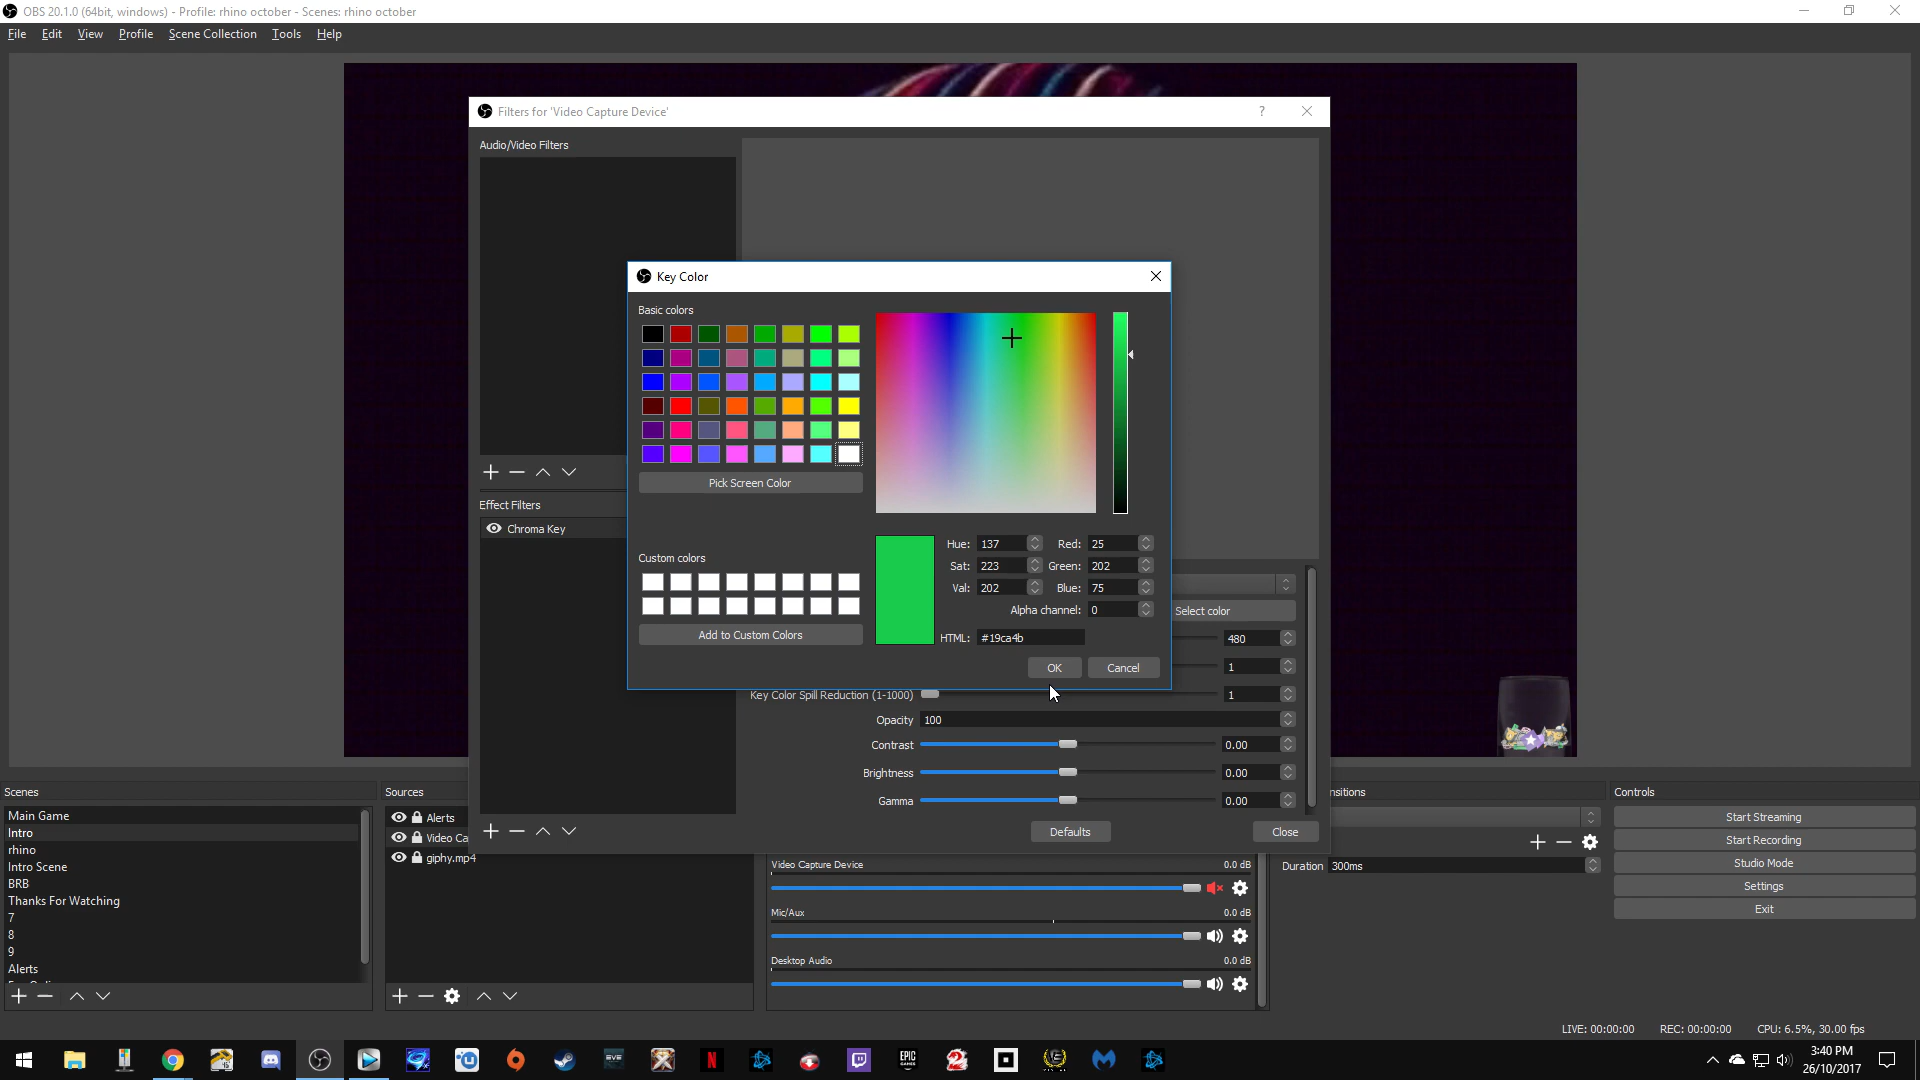 OBS 20.1.0 (64bit, windows) - Profile: rhino october - Scenes: rhino october
File Edit View Profile Scene Collection Tools Help
Filters for 'Video Capture Device'
?
Audio/Video Filters
Key Color
Basic colors
Pick Screen Color
Effect Filters
Chroma Key
Custom colors
Add to Custom Colors
Hue: 137 Red: 25
Sat: 223 Green: 202
Val: 202 Blue: 75
Alpha channel: 0
HTML: #19ca4b
OK Cancel
Select color
480
1
Key Color Spill Reduction (1-1000) 1
Opacity 100
Contrast 0.00
Brightness 0.00
Gamma 0.00
Defaults Close
Scenes
Main Game
Intro
rhino
Intro Scene
BRB
Thanks For Watching
7
8
9
Alerts
Sources
Alerts
Video Ca
giphy.mp4
Video Capture Device 0.0 dB
Mic/Aux 0.0 dB
Desktop Audio 0.0 dB
nsitions
Duration 300ms
Controls
Start Streaming
Start Recording
Studio Mode
Settings
Exit
LIVE: 00:00:00 REC: 00:00:00 CPU: 6.5%, 30.00 fps
EVE
EPIC
GAMES
3:40 PM
26/10/2017